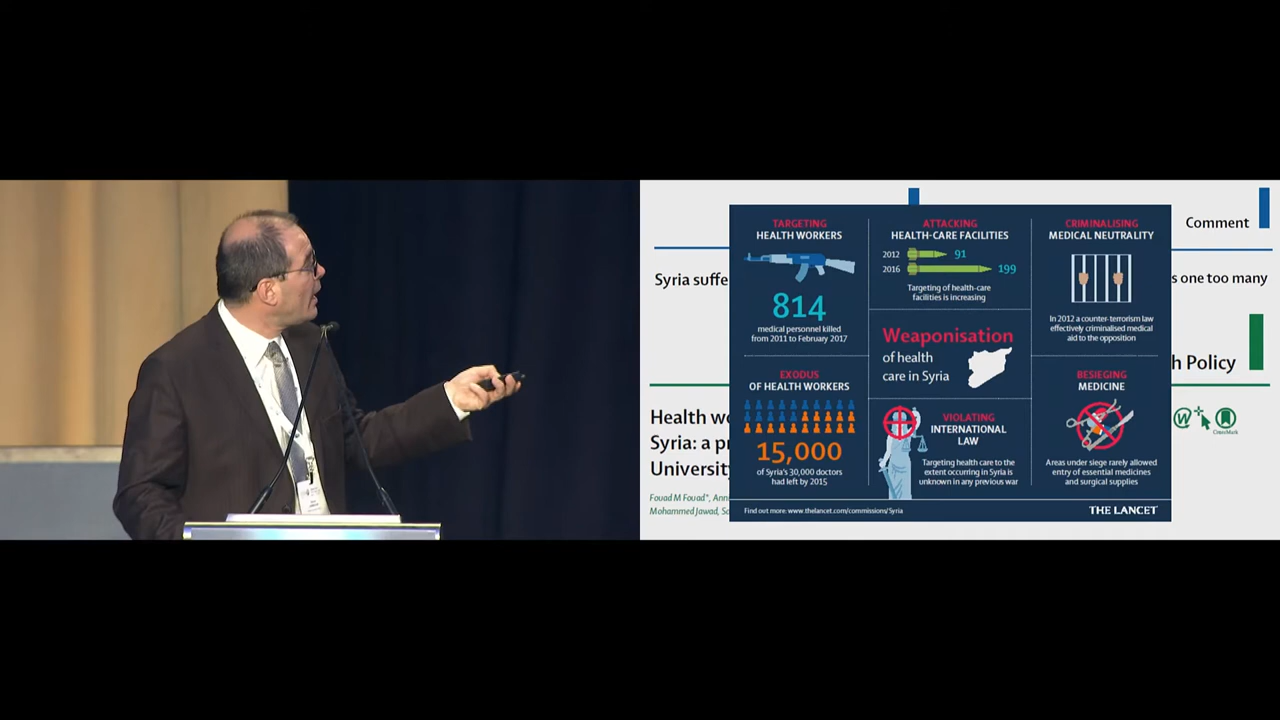 Comment
Syria suffe
s one too many
h Policy
Health wo
Syria: a p
University
Fouad M Fouad*, Ann
Mohammed Jawad, Sa
W
CrossMark
TARGETING
HEALTH WORKERS
814
medical personnel killed
from 2011 to February 2017
EXODUS
OF HEALTH WORKERS
15,000
of Syria's 30,000 doctors
had left by 2015
ATTACKING
HEALTH-CARE FACILITIES
2012 91
2016 199
Targeting of health-care
facilities is increasing
Weaponisation
of health
care in Syria
VIOLATING
INTERNATIONAL
LAW
Targeting health care to the
extent occurring in Syria is
unknown in any previous war
CRIMINALISING
MEDICAL NEUTRALITY
In 2012 a counter-terrorism law
effectively criminalised medical
aid to the opposition
BESIEGING
MEDICINE
Areas under siege rarely allowed
entry of essential medicines
and surgical supplies
Find out more: www.thelancet.com/commissions/Syria
THE LANCET